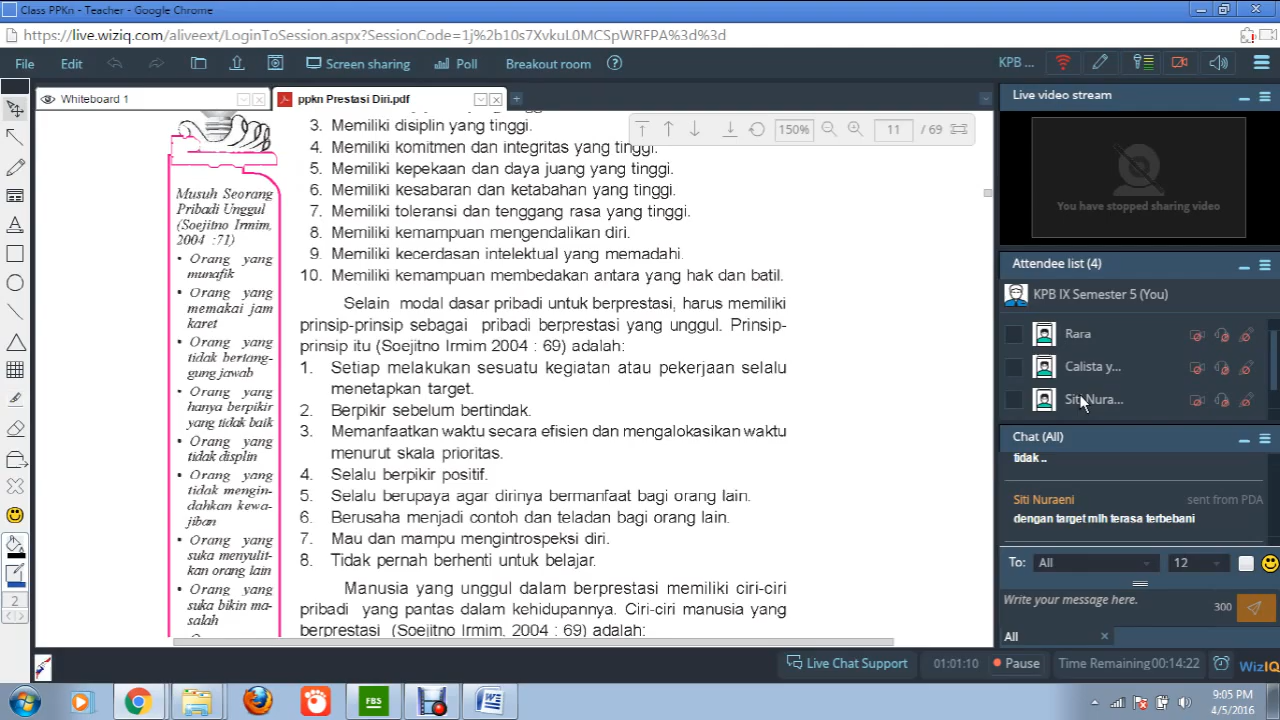 Class PPKn - Teacher - Google Chrome
https://live.wiziq.com/aliveext/LoginToSession.aspx?SessionCode=1j%2b10s7XvkuL0MCSpWRFPA%3d%3d
File Edit Screen sharing Poll Breakout room KPB ...
Whiteboard 1 ppkn Prestasi Diri.pdf
150% 11 / 69
Musuh Seorang
Pribadi Unggul
(Soejitno Irmim,
2004 :71)
• Orang yang
munafik
• Orang yang
memakai jam
karet
• Orang yang
tidak bertang-
gung jawab
• Orang yang
hanya berpikir
yang tidak baik
• Orang yang
tidak displin
• Orang yang
tidak mengin-
dahkan kewa-
jiban
• Orang yang
suka menyulit-
kan orang lain
• Orang yang
suka bikin ma-
salah
3. Memiliki disiplin yang tinggi.
4. Memiliki komitmen dan integritas yang tinggi.
5. Memiliki kepekaan dan daya juang yang tinggi.
6. Memiliki kesabaran dan ketabahan yang tinggi.
7. Memiliki toleransi dan tenggang rasa yang tinggi.
8. Memiliki kemampuan mengendalikan diri.
9. Memiliki kecerdasan intelektual yang memadahi.
10. Memiliki kemampuan membedakan antara yang hak dan batil.
Selain modal dasar pribadi untuk berprestasi, harus memiliki
prinsip-prinsip sebagai pribadi berprestasi yang unggul. Prinsip-
prinsip itu (Soejitno Irmim 2004 : 69) adalah:
1. Setiap melakukan sesuatu kegiatan atau pekerjaan selalu
menetapkan target.
2. Berpikir sebelum bertindak.
3. Memanfaatkan waktu secara efisien dan mengalokasikan waktu
menurut skala prioritas.
4. Selalu berpikir positif.
5. Selalu berupaya agar dirinya bermanfaat bagi orang lain.
6. Berusaha menjadi contoh dan teladan bagi orang lain.
7. Mau dan mampu mengintrospeksi diri.
8. Tidak pernah berhenti untuk belajar.
Manusia yang unggul dalam berprestasi memiliki ciri-ciri
pribadi yang pantas dalam kehidupannya. Ciri-ciri manusia yang
berprestasi (Soejitno Irmim, 2004 : 69) adalah:
Live video stream
You have stopped sharing video
Attendee list (4)
KPB IX Semester 5 (You)
Rara
Calista y...
Siti Nura...
Chat (All)
tidak ..
Siti Nuraeni sent from PDA
dengan target mlh terasa terbebani
To: All 12
Write your message here. 300
All
2
Live Chat Support 01:01:10 Pause Time Remaining 00:14:22 WizIQ
FBS
9:05 PM
4/5/2016